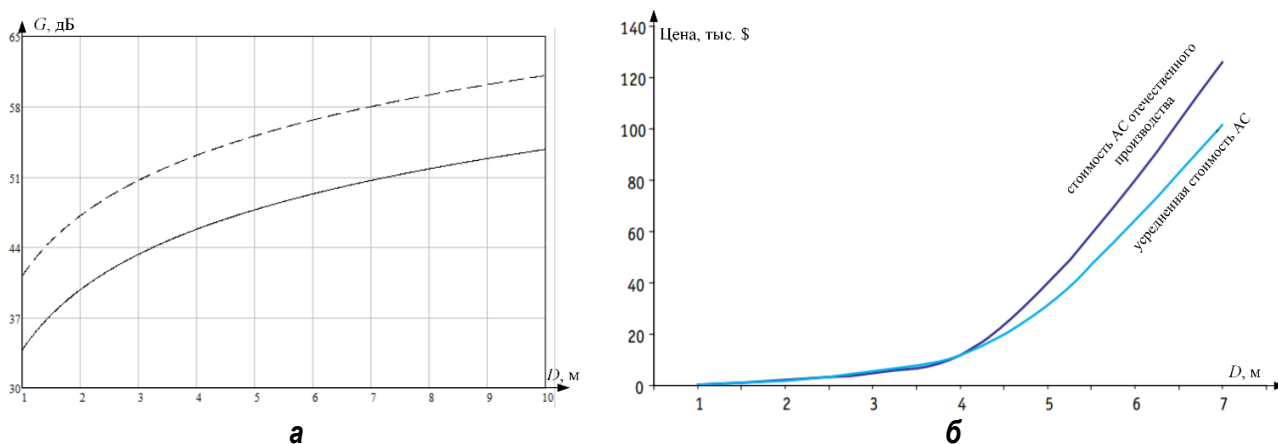 G, дБ
65
58
51
44
37
30
1 2 3 4 5 6 7 8 9 10
D, м
а
Цена, тыс. $
140
120
100
80
60
40
20
0
1 2 3 4 5 6 7
D, м
стоимость АС отечественного
производства
усредненная стоимость АС
б